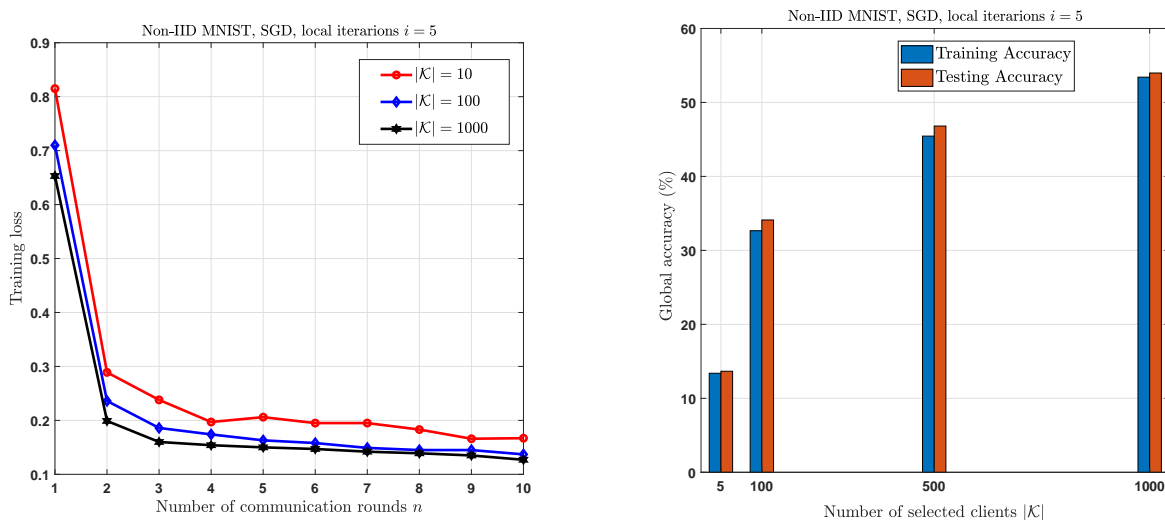 Non-IID MNIST, SGD, local iterarions i = 5
0.9
0.8
0.7
0.6
0.5
0.4
0.3
0.2
0.1
Training loss
|𝒦| = 10
|𝒦| = 100
|𝒦| = 1000
1 2 3 4 5 6 7 8 9 10
Number of communication rounds n
Non-IID MNIST, SGD, local iterarions i = 5
60
50
40
30
20
10
0
Global accuracy (%)
Training Accuracy
Testing Accuracy
5 100 500 1000
Number of selected clients |𝒦|